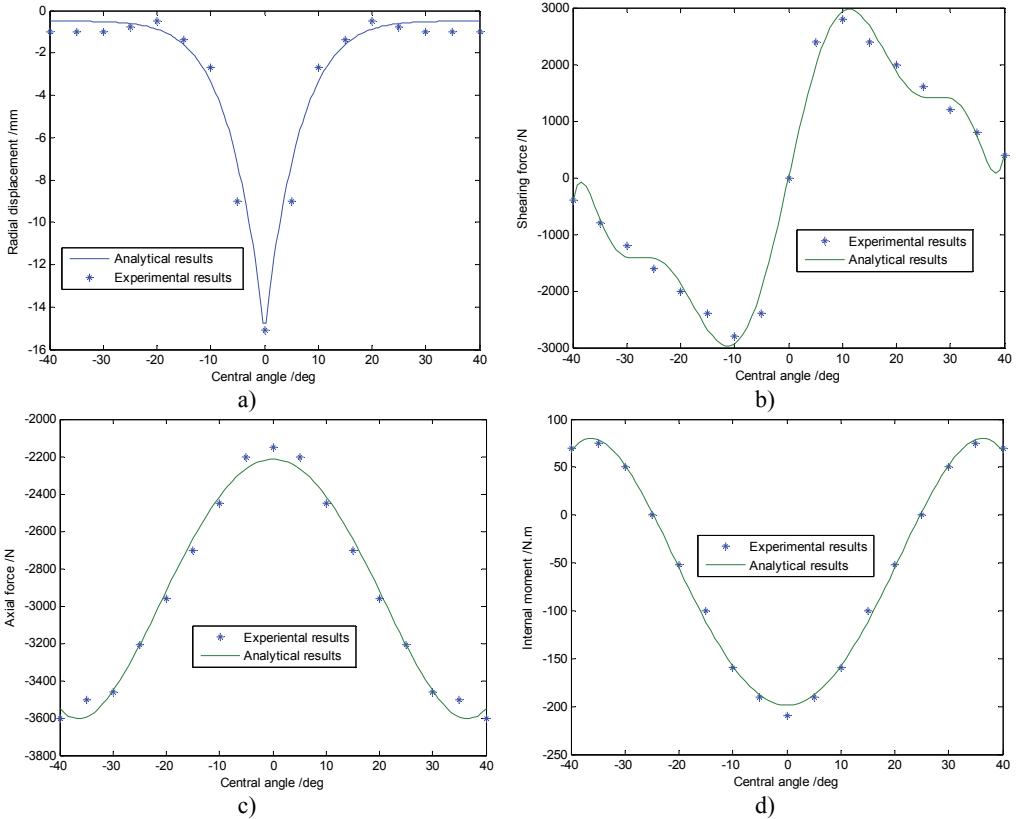 0
-2
-4
-6
-8
-10
-12
-14
-16
Radial displacement /mm
Analytical results
Experimental results
-40 -30 -20 -10 0 10 20 30 40
Central angle /deg
a)
3000
2000
1000
0
-1000
-2000
-3000
Shearing force /N
Experimental results
Analytical results
-40 -30 -20 -10 0 10 20 30 40
Central angle /deg
b)
-2000
-2200
-2400
-2600
-2800
-3000
-3200
-3400
-3600
-3800
Axial force /N
Experiental results
Analytical results
-40 -30 -20 -10 0 10 20 30 40
Central angle /deg
c)
100
50
0
-50
-100
-150
-200
-250
Internal moment /N.m
Experimental results
Analytical results
-40 -30 -20 -10 0 10 20 30 40
Central angle /deg
d)